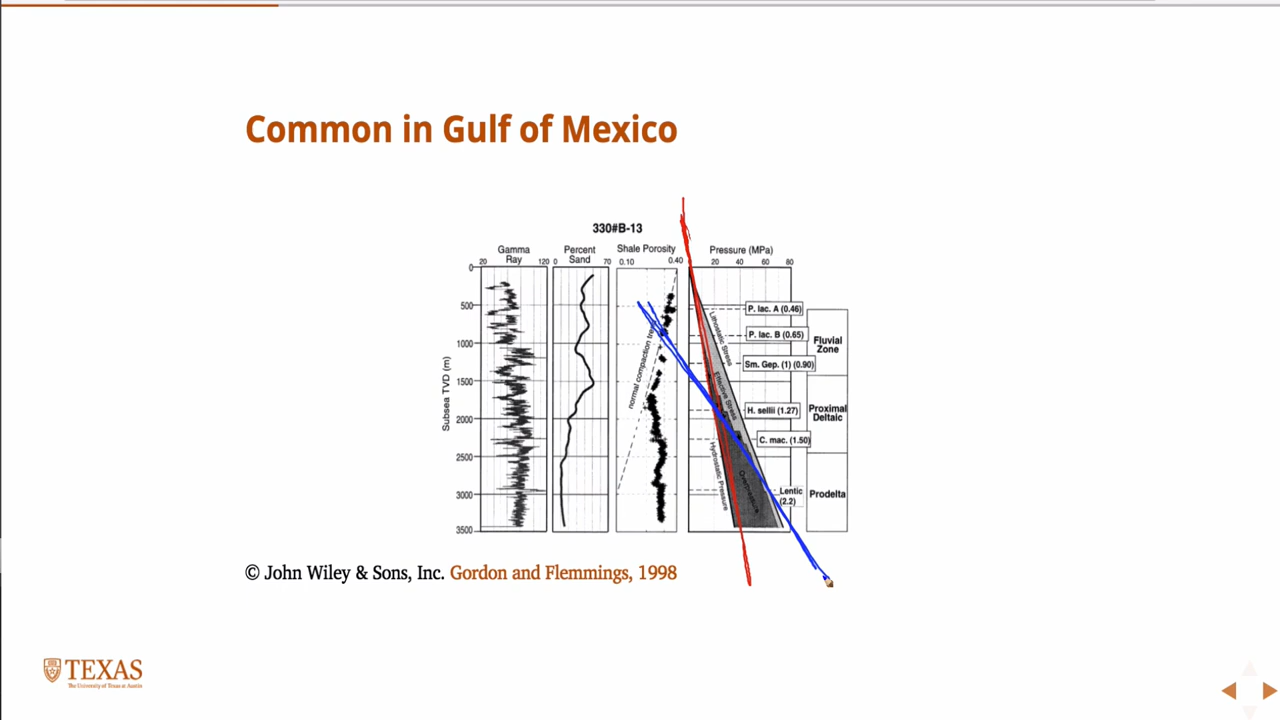 Common in Gulf of Mexico
330#B-13
Gamma Ray
Percent Sand
Shale Porosity
Pressure (MPa)
20 120 0 70 0.10 0.40 20 40 60 80
Subsea TVD (m)
0
500
1000
1500
2000
2500
3000
3500
normal compaction
Lithostatic Stress
Effective Stress
Hydrostatic Pressure
P. lac. A (0.46)
P. lac. B (0.65)
Sm. Gep. (1) (0.90)
H. sellii (1.27)
C. mac. (1.50)
Lentic (2.2)
Fluvial Zone
Proximal Deltaic
Prodelta
© John Wiley & Sons, Inc. Gordon and Flemmings, 1998
TEXAS
The University of Texas at Austin